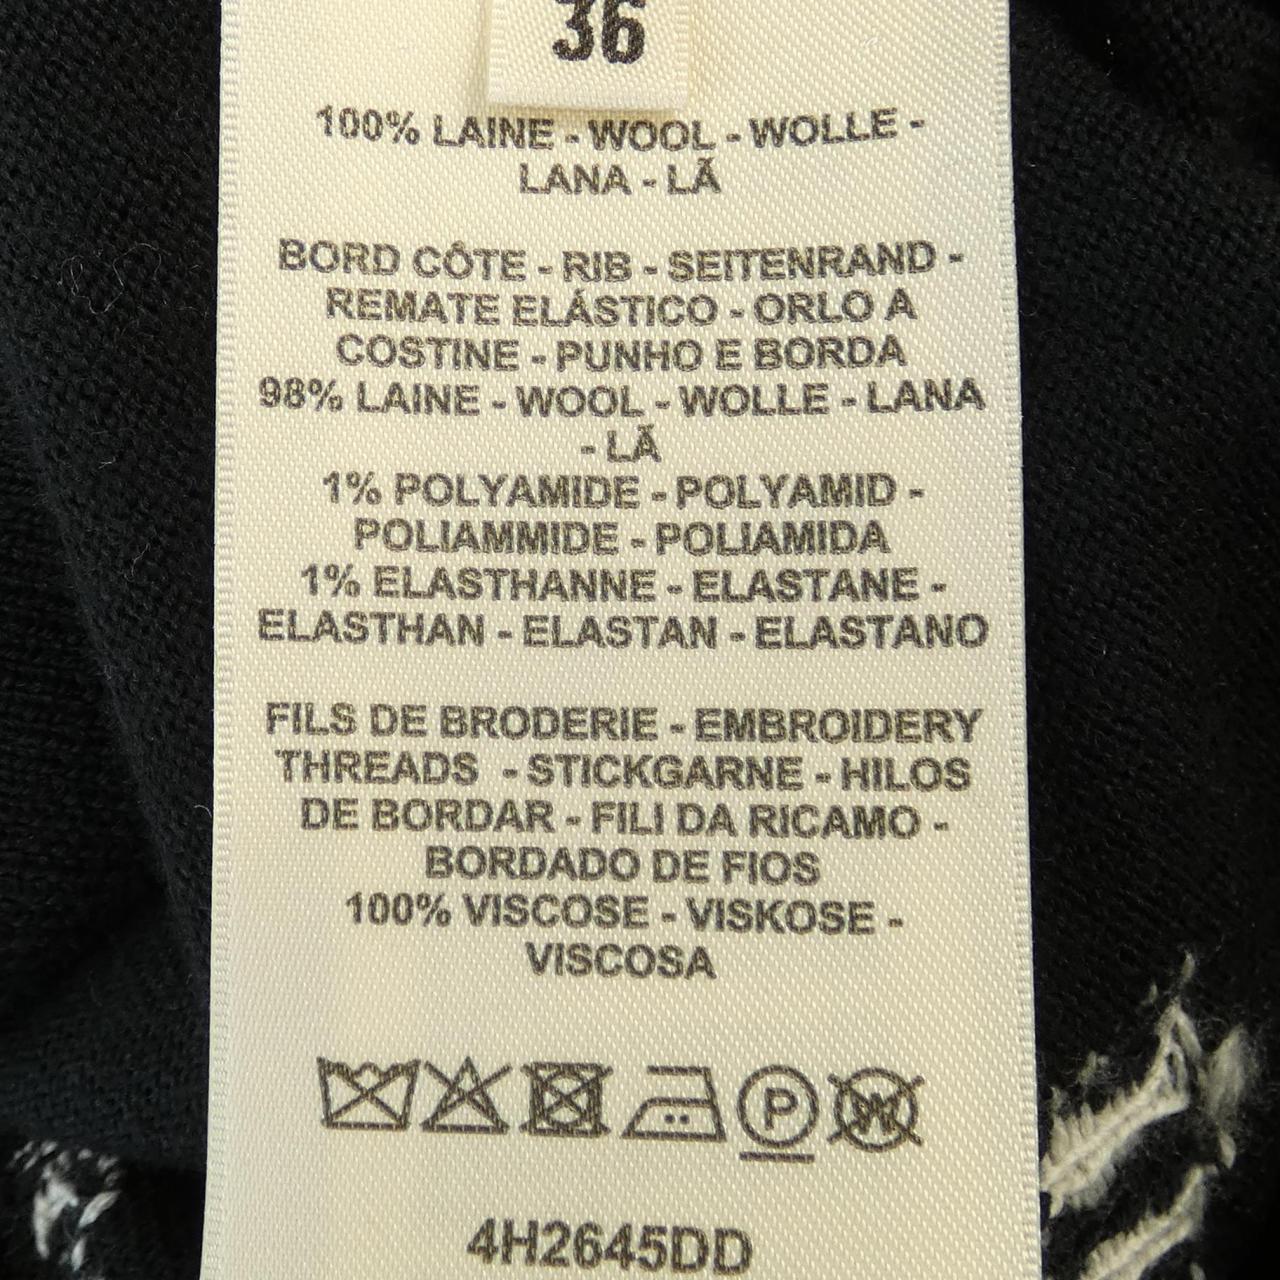 36
100% LAINE - WOOL - WOLLE -
LANA - LÃ
BORD CÔTE - RIB - SEITENRAND -
REMATE ELÁSTICO - ORLO A
COSTINE - PUNHO E BORDA
98% LAINE - WOOL - WOLLE - LANA
- LÃ
1% POLYAMIDE - POLYAMID -
POLIAMMIDE - POLIAMIDA
1% ELASTHANNE - ELASTANE -
ELASTHAN - ELASTAN - ELASTANO
FILS DE BRODERIE - EMBROIDERY
THREADS - STICKGARNE - HILOS
DE BORDAR - FILI DA RICAMO -
BORDADO DE FIOS
100% VISCOSE - VISKOSE -
VISCOSA
P W
4H2645DD